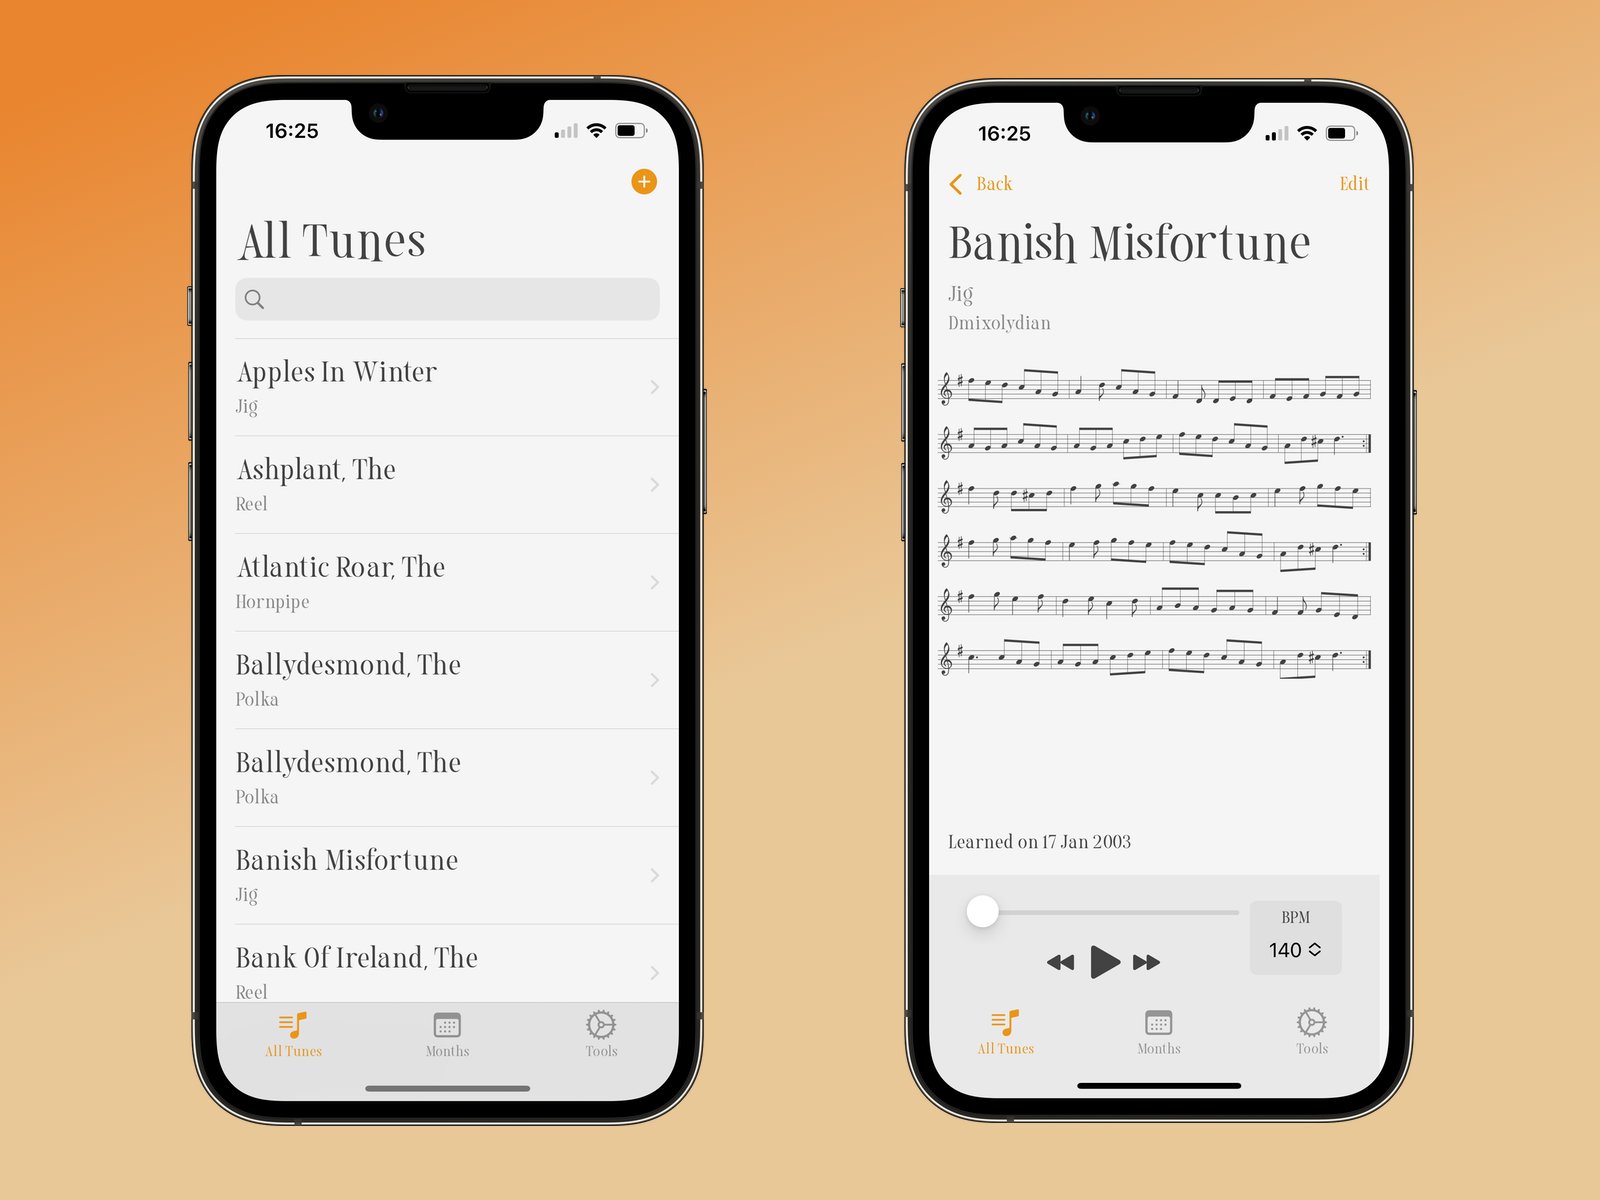 16:25
All Tunes
Apples In Winter
Jig
Ashplant, The
Reel
Atlantic Roar, The
Hornpipe
Ballydesmond, The
Polka
Ballydesmond, The
Polka
Banish Misfortune
Jig
Bank Of Ireland, The
Reel
All Tunes
Months
Tools
16:25
Back
Edit
Banish Misfortune
Jig
Dmixolydian
Learned on 17 Jan 2003
BPM
140
All Tunes
Months
Tools